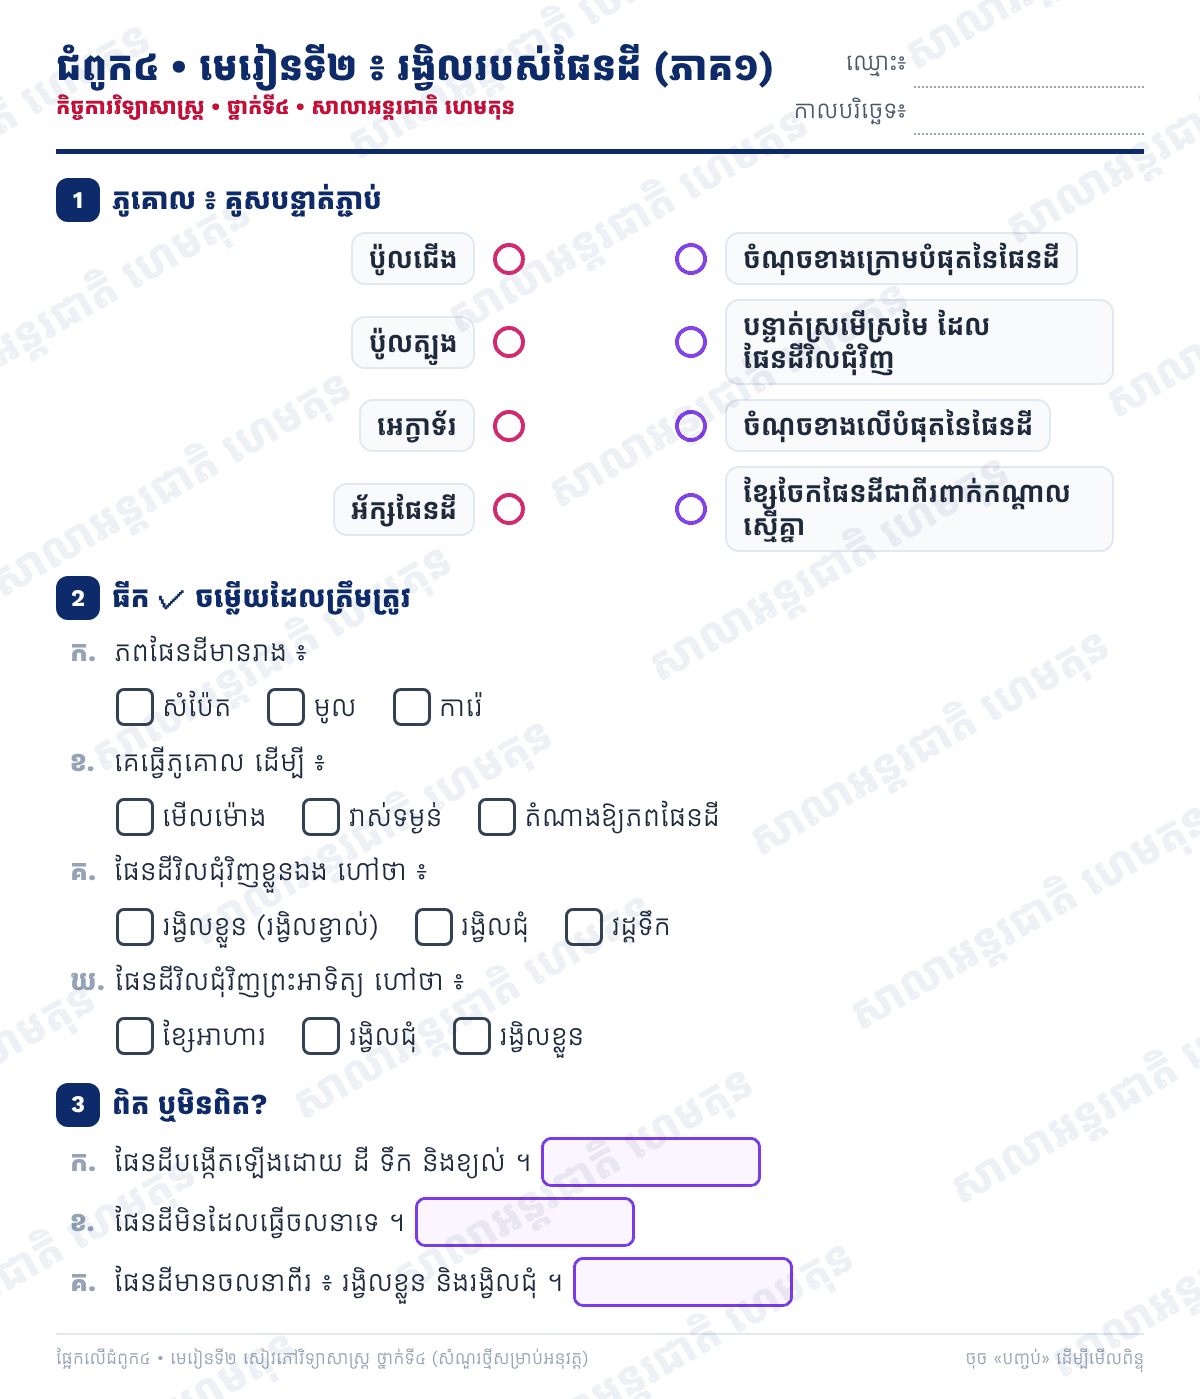 ជំពូក៤ • មេរៀនទី២ ៖ រង្វិលរបស់ផែនដី (ភាគ១)
ឈ្មោះ៖
កិច្ចការវិទ្យាសាស្ត្រ • ថ្នាក់ទី៤ • សាលាអន្តរជាតិ ហេមតុន
កាលបរិច្ឆេទ៖
1 ភូគោល ៖ គូសបន្ទាត់ភ្ជាប់
ប៉ូលជើង
ចំណុចខាងក្រោមបំផុតនៃផែនដី
ប៉ូលត្បូង
បន្ទាត់ស្រមើស្រមៃ ដែល
ផែនដីវិលជុំវិញ
អេក្វាទ័រ
ចំណុចខាងលើបំផុតនៃផែនដី
អ័ក្សផែនដី
ខ្សែចែកផែនដីជាពីរពាក់កណ្តាល
ស្មើគ្នា
2 ធីក ✓ ចម្លើយដែលត្រឹមត្រូវ
ក. ភពផែនដីមានរាង ៖
សំប៉ែត មូល ការ៉េ
ខ. គេធ្វើភូគោល ដើម្បី ៖
មើលម៉ោង វាស់ទម្ងន់ តំណាងឱ្យភពផែនដី
គ. ផែនដីវិលជុំវិញខ្លួនឯង ហៅថា ៖
រង្វិលខ្លួន (រង្វិលខ្វាល់) រង្វិលជុំ វដ្តទឹក
ឃ. ផែនដីវិលជុំវិញព្រះអាទិត្យ ហៅថា ៖
ខ្សែអាហារ រង្វិលជុំ រង្វិលខ្លួន
3 ពិត ឬមិនពិត?
ក. ផែនដីបង្កើតឡើងដោយ ដី ទឹក និងខ្យល់ ។
ខ. ផែនដីមិនដែលធ្វើចលនាទេ ។
គ. ផែនដីមានចលនាពីរ ៖ រង្វិលខ្លួន និងរង្វិលជុំ ។
ផ្អែកលើជំពូក៤ • មេរៀនទី២ សៀវភៅវិទ្យាសាស្ត្រ ថ្នាក់ទី៤ (សំណួរថ្មីសម្រាប់អនុវត្ត)
ចុច «បញ្ចប់» ដើម្បីមើលពិន្ទុ